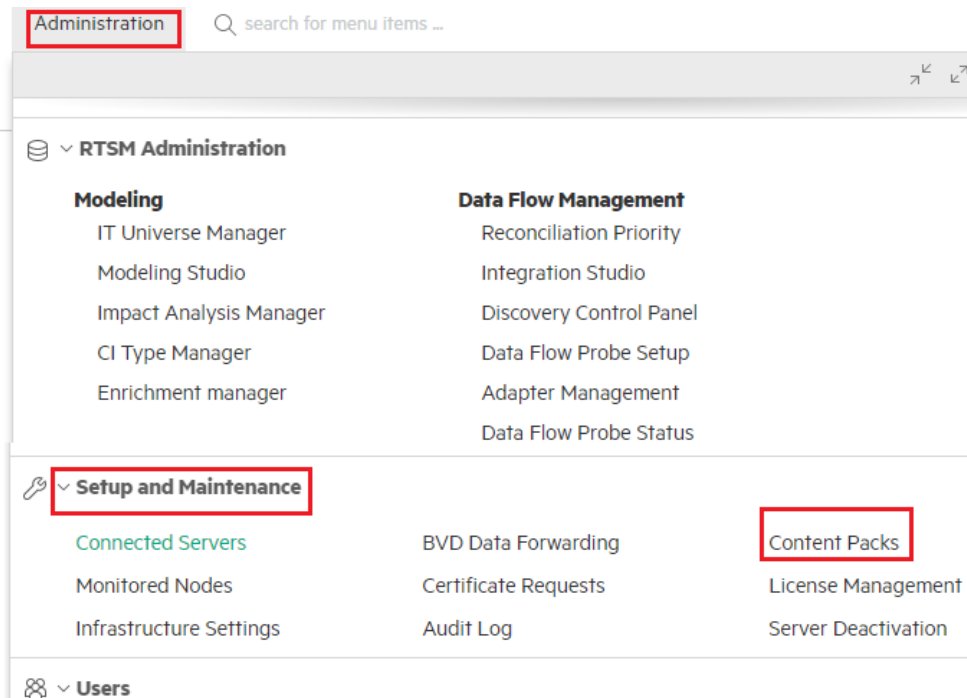 Administration search for menu items ...
RTSM Administration
Modeling Data Flow Management
IT Universe Manager Reconciliation Priority
Modeling Studio Integration Studio
Impact Analysis Manager Discovery Control Panel
CI Type Manager Data Flow Probe Setup
Enrichment manager Adapter Management
Data Flow Probe Status
Setup and Maintenance
Connected Servers BVD Data Forwarding Content Packs
Monitored Nodes Certificate Requests License Management
Infrastructure Settings Audit Log Server Deactivation
Users